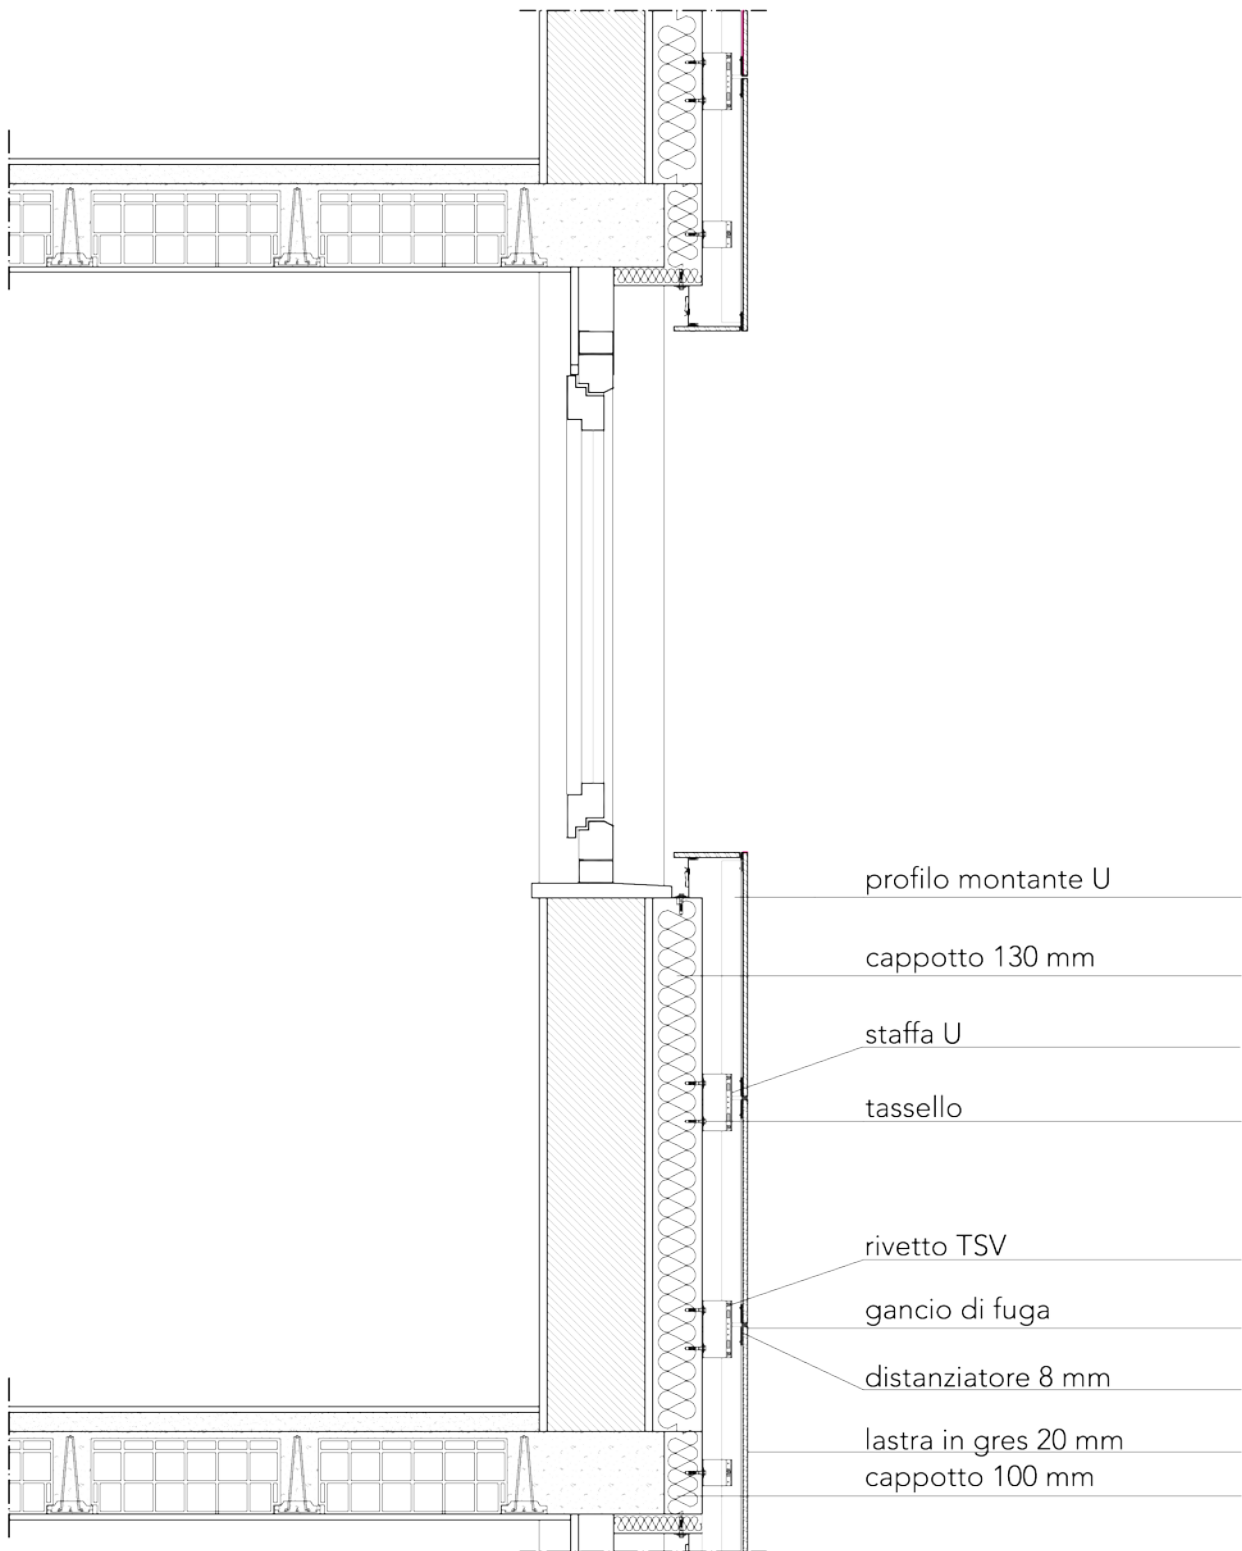 profilo montante U
cappotto 130 mm
staffa U
tassello
rivetto TSV
gancio di fuga
distanziatore 8 mm
lastra in gres 20 mm
cappotto 100 mm